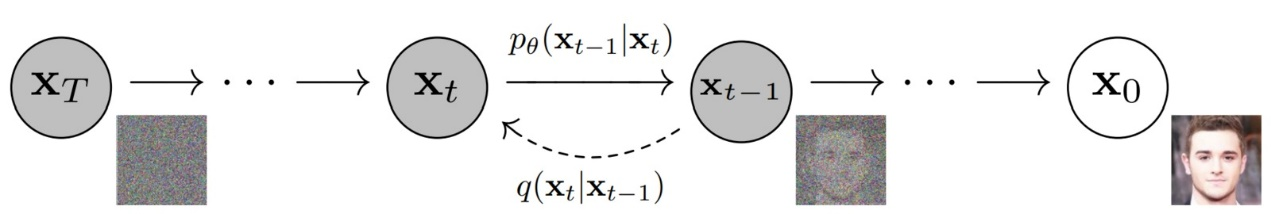 p_θ(x_{t−1}|x_t)
x_T → ⋯ → x_t → x_{t−1} → ⋯ → x_0
q(x_t|x_{t−1})